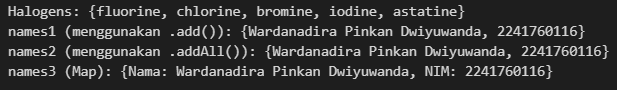 Halogens: {fluorine, chlorine, bromine, iodine, astatine}
names1 (menggunakan .add()): {Wardanadira Pinkan Dwiyuwanda, 2241760116}
names2 (menggunakan .addAll()): {Wardanadira Pinkan Dwiyuwanda, 2241760116}
names3 (Map): {Nama: Wardanadira Pinkan Dwiyuwanda, NIM: 2241760116}